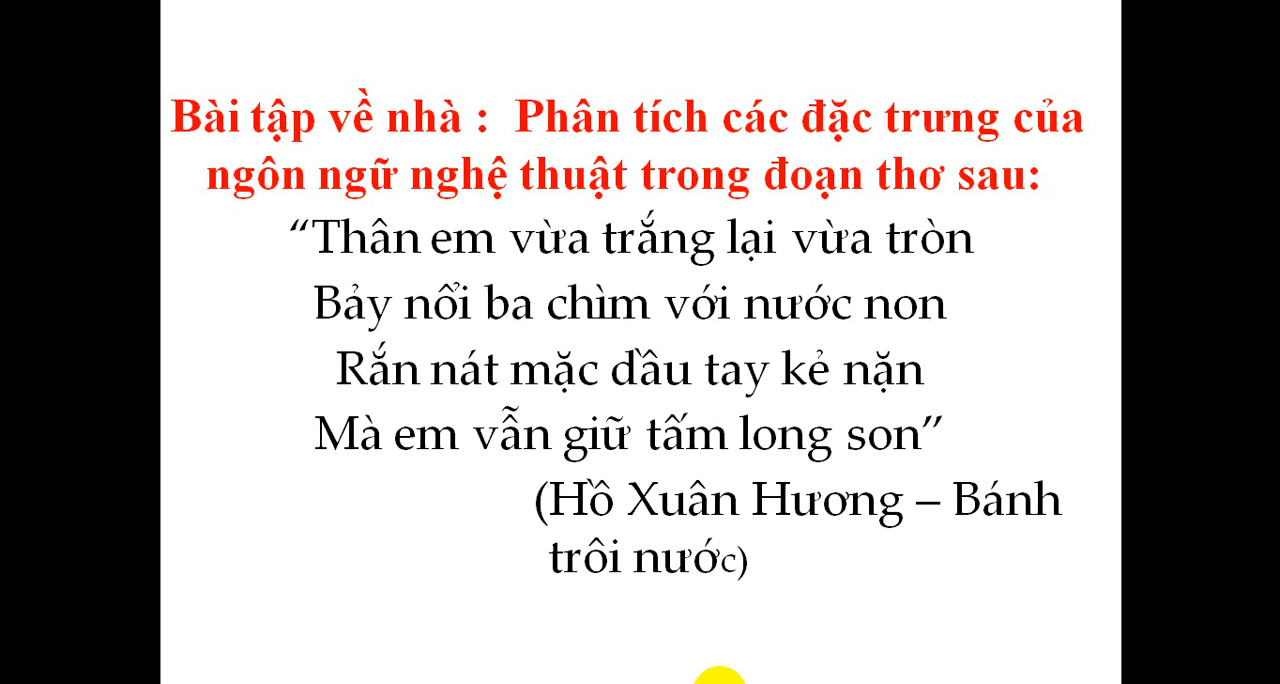 Bài tập về nhà : Phân tích các đặc trưng của
ngôn ngữ nghệ thuật trong đoạn thơ sau:
“Thân em vừa trắng lại vừa tròn
Bảy nổi ba chìm với nước non
Rắn nát mặc dầu tay kẻ nặn
Mà em vẫn giữ tấm long son”
(Hồ Xuân Hương – Bánh
trôi nước)